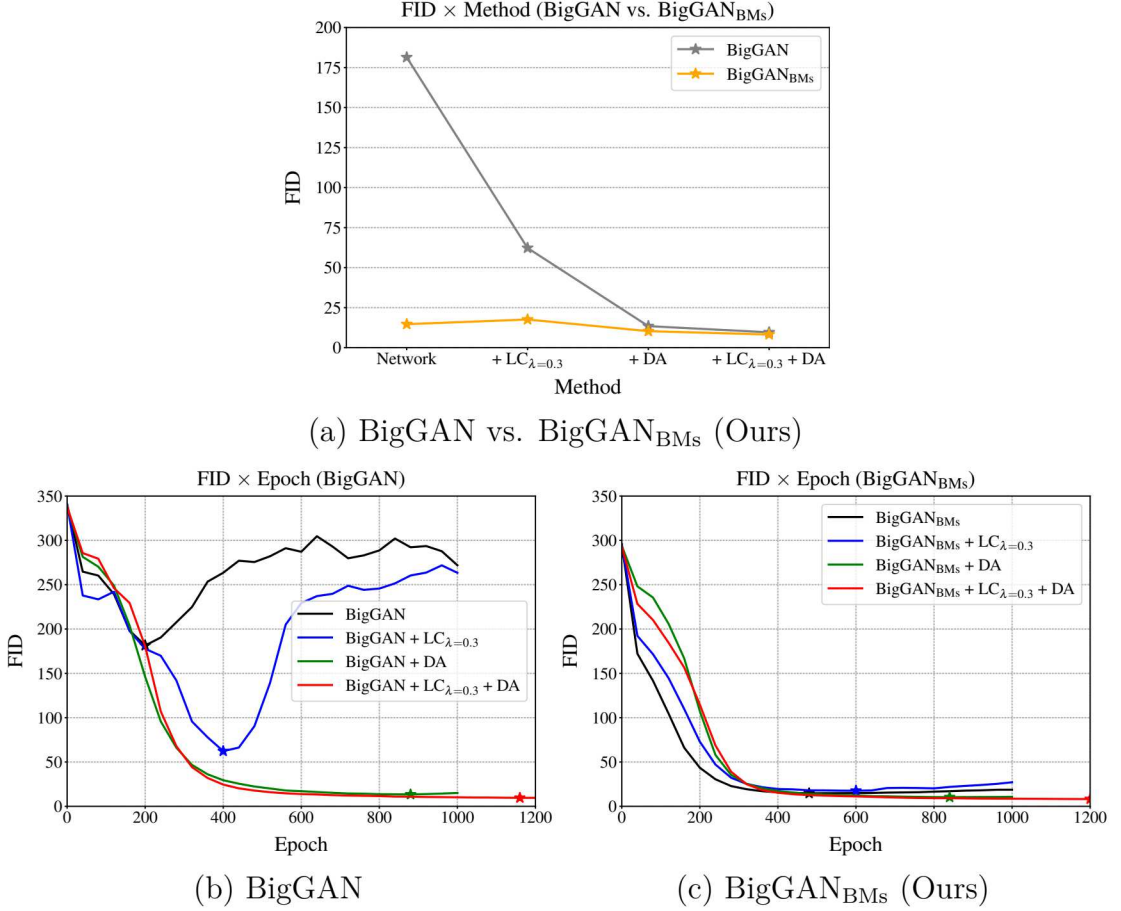 FID × Method (BigGAN vs. BigGAN_BMs)
200
175
150
125
100
75
50
25
0
FID
BigGAN
BigGAN_BMs
Network
+ LC_λ=0.3
+ DA
+ LC_λ=0.3 + DA
Method
(a) BigGAN vs. BigGAN_BMs (Ours)
FID × Epoch (BigGAN)
350
300
250
200
150
100
50
0
FID
BigGAN
BigGAN + LC_λ=0.3
BigGAN + DA
BigGAN + LC_λ=0.3 + DA
0 200 400 600 800 1000 1200
Epoch
(b) BigGAN
FID × Epoch (BigGAN_BMs)
350
300
250
200
150
100
50
0
FID
BigGAN_BMs
BigGAN_BMs + LC_λ=0.3
BigGAN_BMs + DA
BigGAN_BMs + LC_λ=0.3 + DA
0 200 400 600 800 1000 1200
Epoch
(c) BigGAN_BMs (Ours)